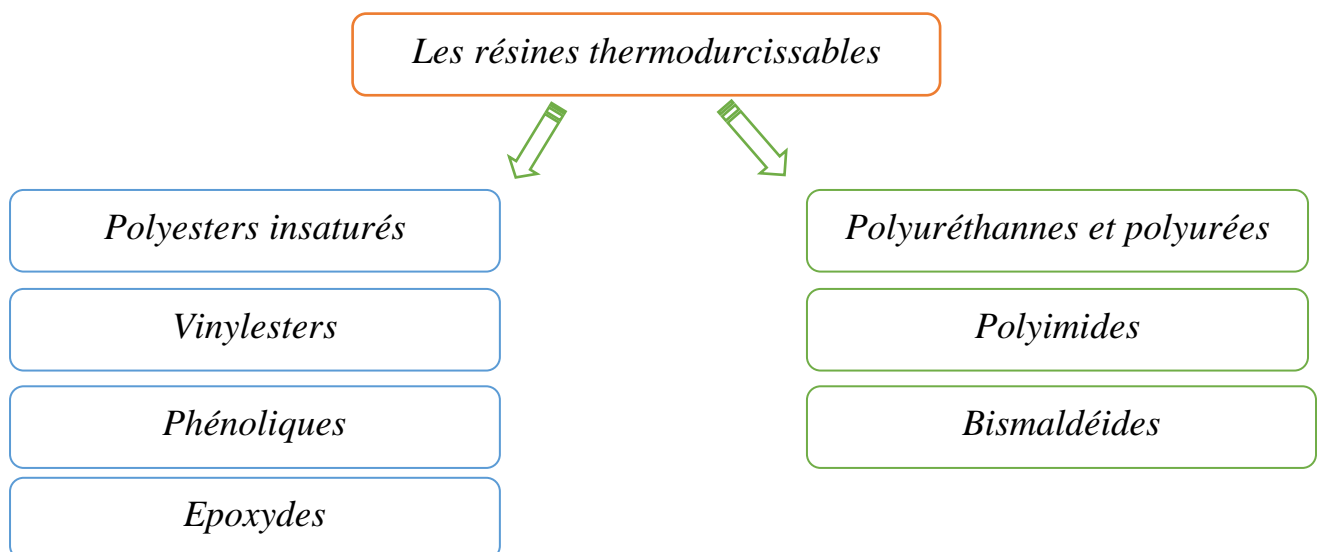 Les résines thermodurcissables
Polyesters insaturés
Vinylesters
Phénoliques
Epoxydes
Polyuréthannes et polyurées
Polyimides
Bismaldéides